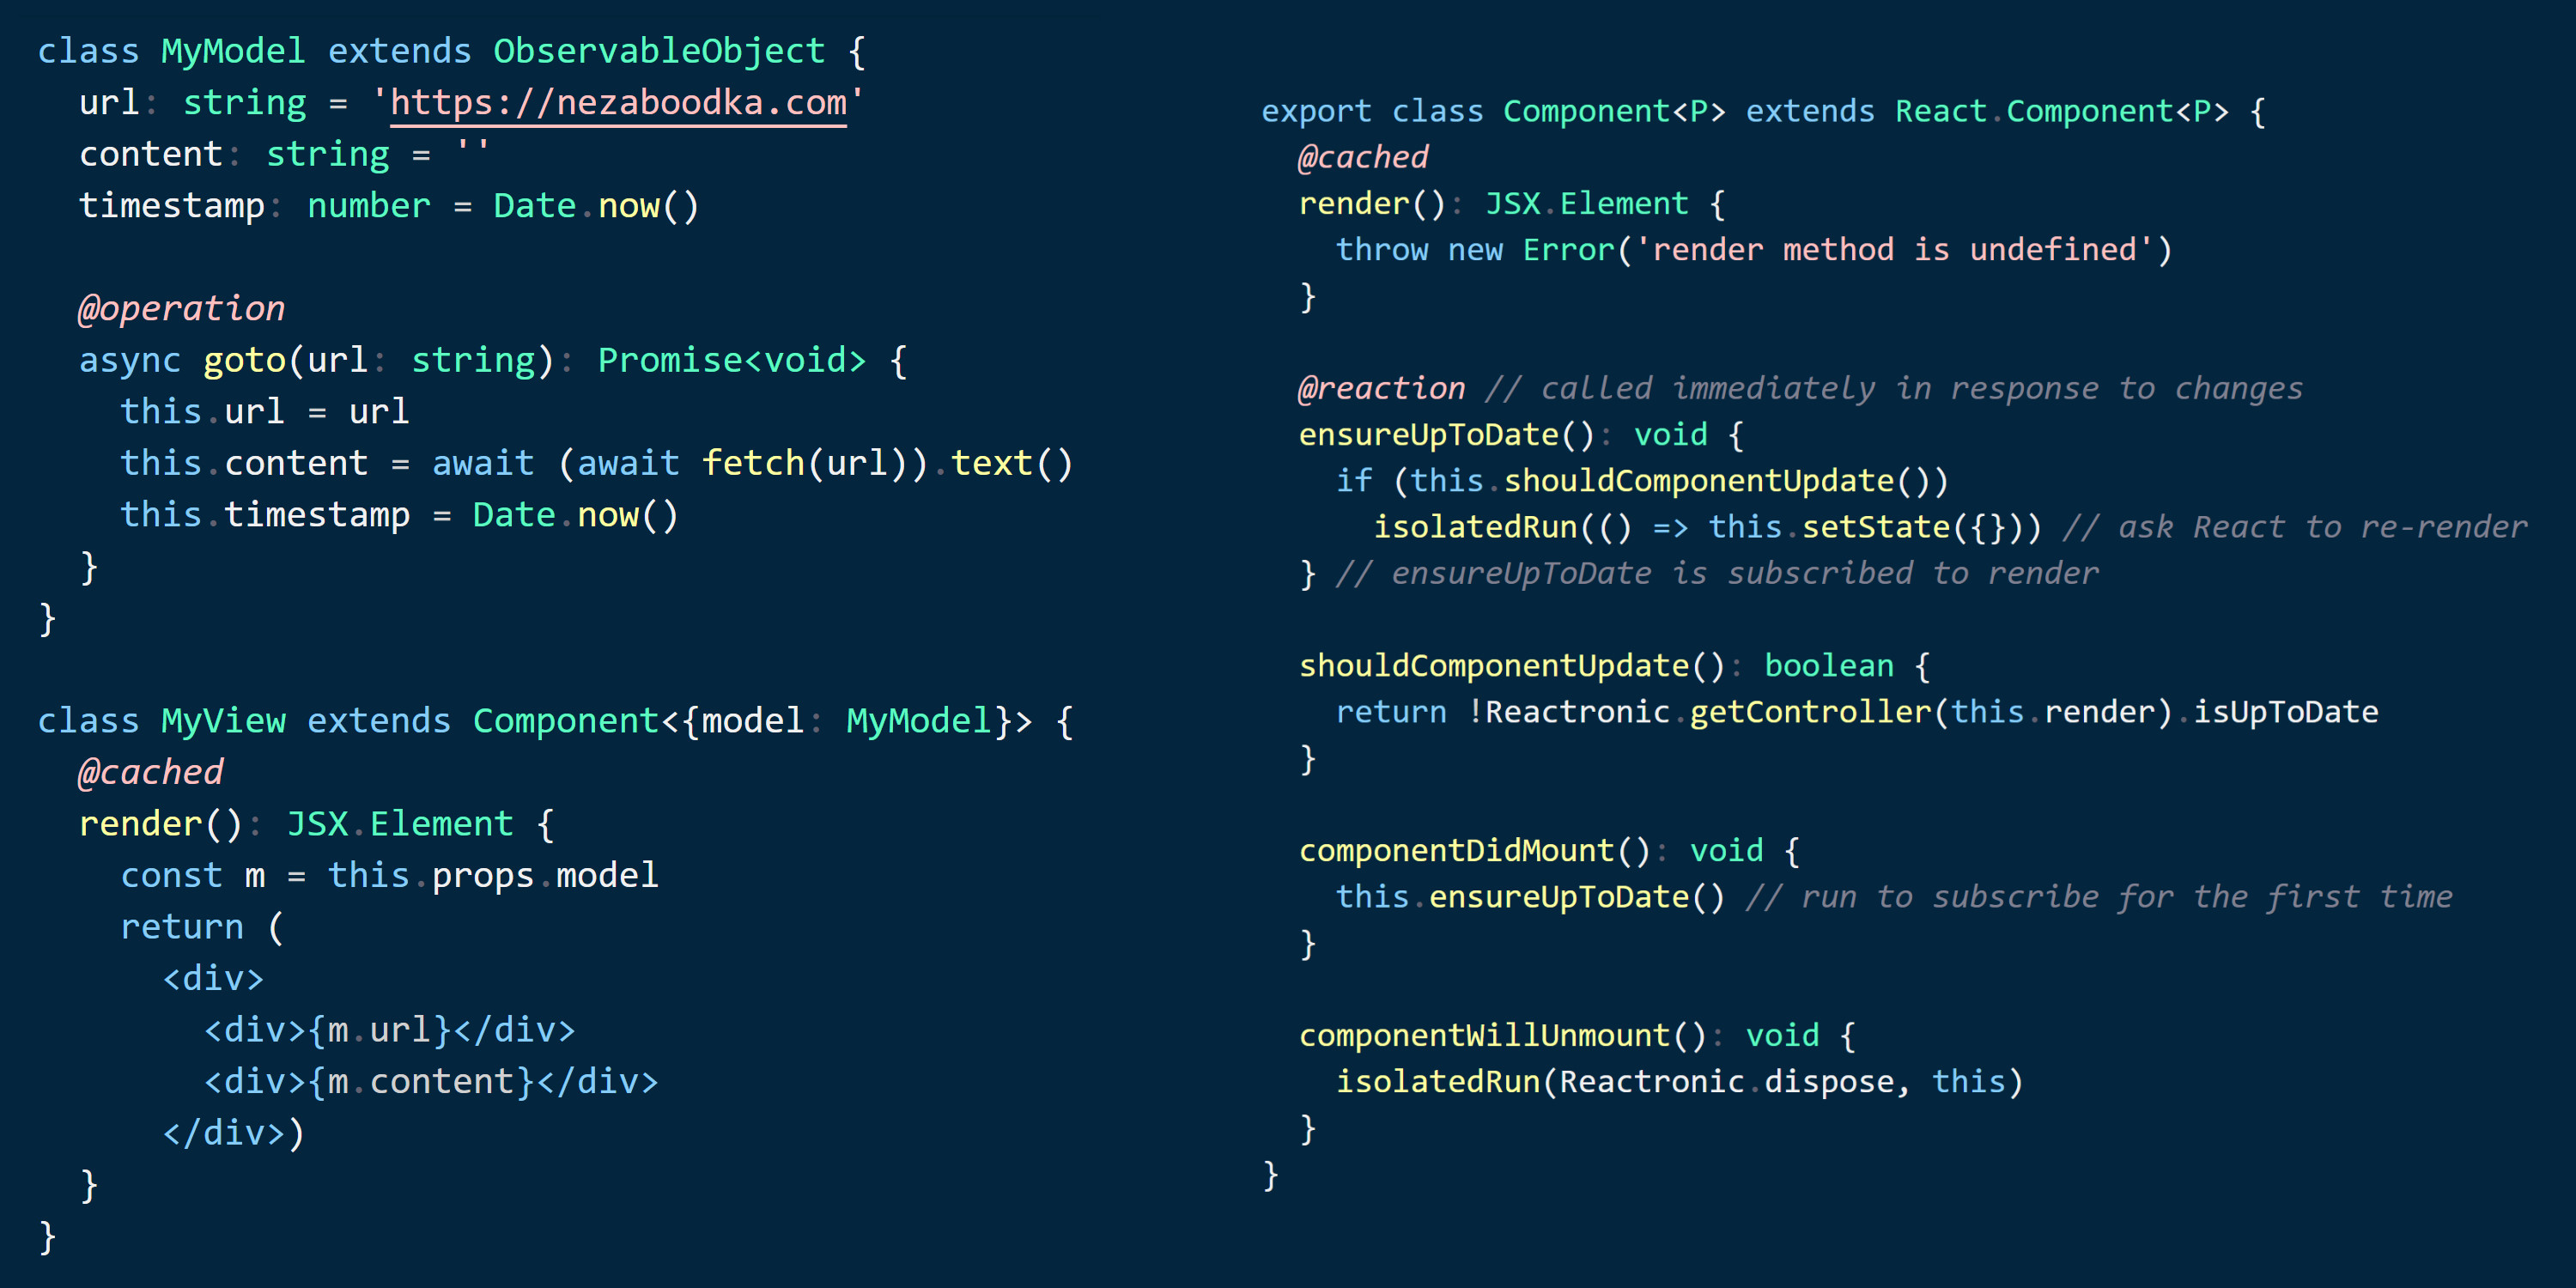 class MyModel extends ObservableObject {
  url: string = 'https://nezaboodka.com'
  content: string = ''
  timestamp: number = Date.now()

  @operation
  async goto(url: string): Promise<void> {
    this.url = url
    this.content = await (await fetch(url)).text()
    this.timestamp = Date.now()
  }
}

class MyView extends Component<{model: MyModel}> {
  @cached
  render(): JSX.Element {
    const m = this.props.model
    return (
      <div>
        <div>{m.url}</div>
        <div>{m.content}</div>
      </div>)
  }
}

export class Component<P> extends React.Component<P> {
  @cached
  render(): JSX.Element {
    throw new Error('render method is undefined')
  }

  @reaction // called immediately in response to changes
  ensureUpToDate(): void {
    if (this.shouldComponentUpdate())
      isolatedRun(() => this.setState({})) // ask React to re-render
  } // ensureUpToDate is subscribed to render

  shouldComponentUpdate(): boolean {
    return !Reactronic.getController(this.render).isUpToDate
  }

  componentDidMount(): void {
    this.ensureUpToDate() // run to subscribe for the first time
  }

  componentWillUnmount(): void {
    isolatedRun(Reactronic.dispose, this)
  }
}